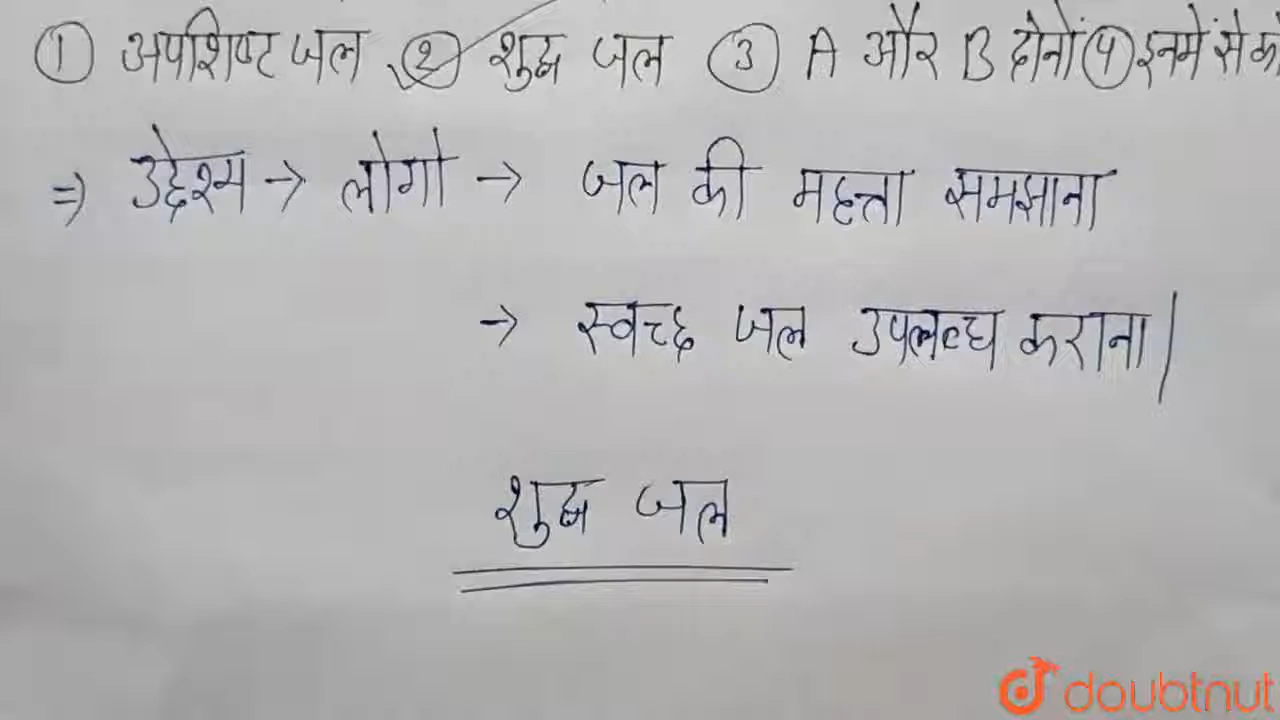 ① अपशिष्ट जल ② शुद्ध जल ③ A और B दोनों ④ इनमें से को
⇒ उद्देश्य → लोगो → जल की महत्ता समझाना
→ स्वच्छ जल उपलब्ध कराना|
शुद्ध जल
doubtnut